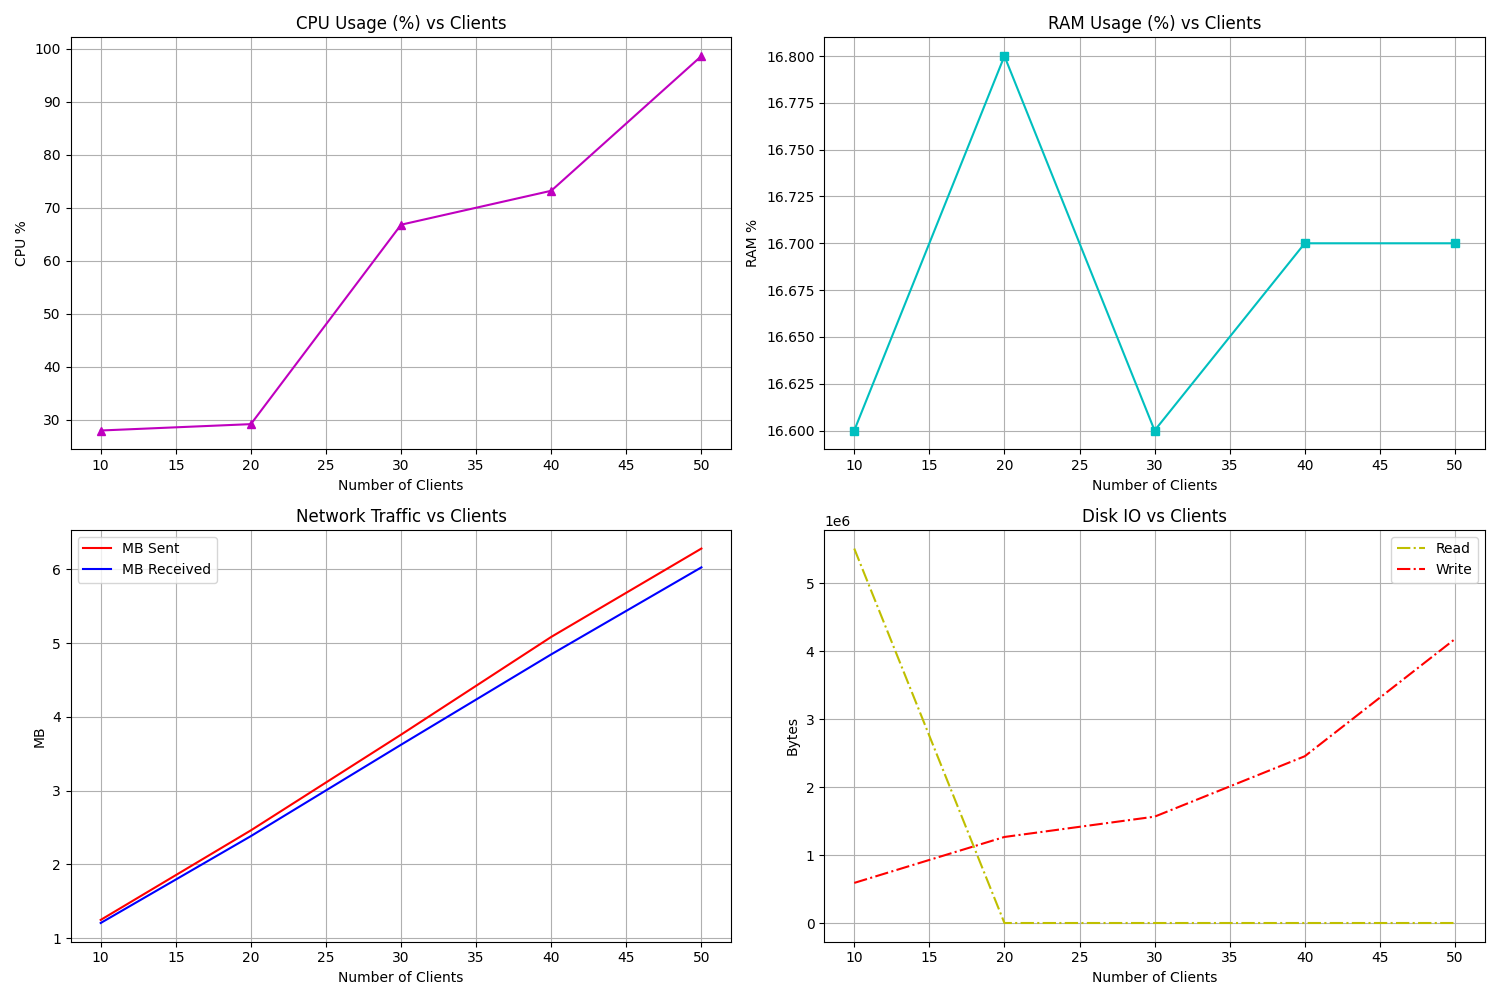 CPU Usage (%) vs Clients
100
90
80
70
60
50
40
30
CPU %
10 15 20 25 30 35 40 45 50
Number of Clients
RAM Usage (%) vs Clients
16.800
16.775
16.750
16.725
16.700
16.675
16.650
16.625
16.600
RAM %
10 15 20 25 30 35 40 45 50
Number of Clients
Network Traffic vs Clients
MB Sent
MB Received
6
5
4
3
2
1
MB
10 15 20 25 30 35 40 45 50
Number of Clients
Disk IO vs Clients
1e6
Read
Write
5
4
3
2
1
0
Bytes
10 15 20 25 30 35 40 45 50
Number of Clients